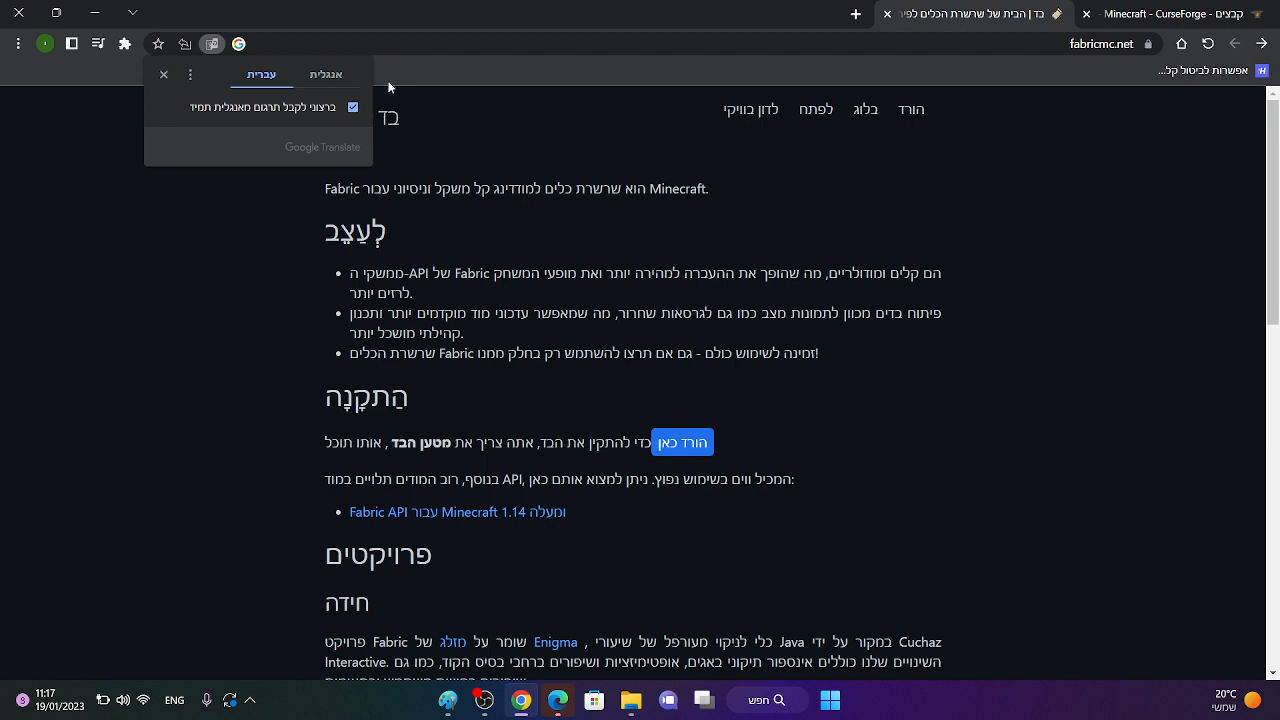 קבצים - Minecraft - CurseForge
בד | הבית של שרשרת הכלים לפיר
fabricmc.net
אפשרות לביטול קל...
אנגלית
עברית
ברצוני לקבל תרגום מאנגלית תמיד
Google Translate
הורד
בלוג
לפתח
לדון בוויקי
בד
Fabric הוא שרשרת כלים למודדינג קל משקל וניסיוני עבור Minecraft.
לְעַצֵב
הם קלים ומודולריים, מה שהופך את ההעברה למהירה יותר ואת מופעי המשחק Fabric של API-ממשקי ה
לרזים יותר.
פיתוח בדים מכוון לתמונות מצב כמו גם לגרסאות שחרור, מה שמאפשר עדכוני מוד מוקדמים יותר ותכנון
קהילתי מושכל יותר.
זמינה לשימוש כולם - גם אם תרצו להשתמש רק בחלק ממנו Fabric שרשרת הכלים!
הַתקָנָה
כדי להתקין את הבד, אתה צריך את מטען הבד , אותו תוכל הורד כאן
המכיל ווים בשימוש נפוץ. ניתן למצוא אותם כאן ,API בנוסף, רוב המודים תלויים במוד:
Fabric API עבור Minecraft 1.14 ומעלה
פרויקטים
חידה
פרויקט Fabric שומר על מזלג של Enigma , כלי לניקוי מעורפל של שיעורי Java במקור על ידי Cuchaz
Interactive. השינויים שלנו כוללים אינספור תיקוני באגים, אופטימיזציות ושיפורים ברחבי בסיס הקוד, כמו גם
11:17
19/01/2023
ENG
חפש
20°C
שמשי